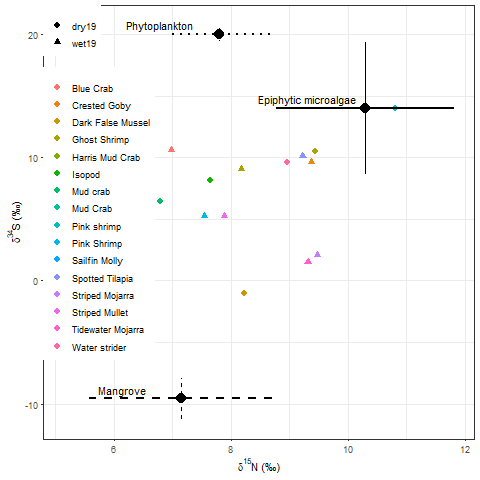 dry19
wet19
Phytoplankton
Epiphytic microalgae
Mangrove
Blue Crab
Crested Goby
Dark False Mussel
Ghost Shrimp
Harris Mud Crab
Isopod
Mud crab
Mud Crab
Pink shrimp
Pink Shrimp
Sailfin Molly
Spotted Tilapia
Striped Mojarra
Striped Mullet
Tidewater Mojarra
Water strider
20
10
0
-10
δ³⁴S (‰)
6
8
10
12
δ¹⁵N (‰)